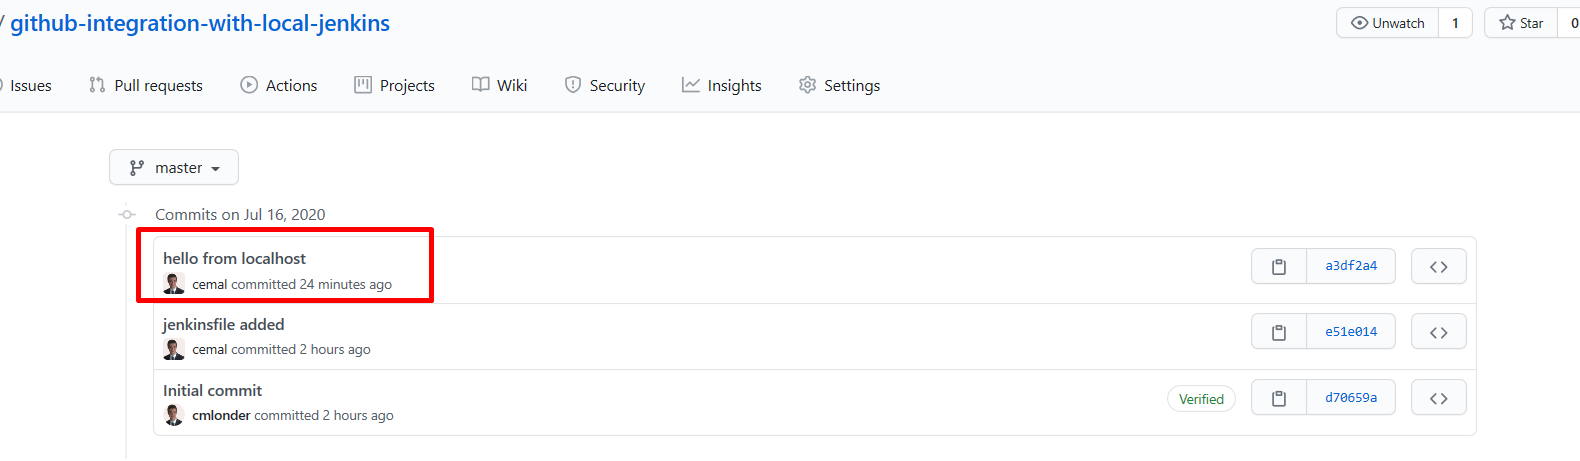 / github-integration-with-local-jenkins
Unwatch 1 Star 0
Issues Pull requests Actions Projects Wiki Security Insights Settings
master
Commits on Jul 16, 2020
hello from localhost
cemal committed 24 minutes ago
a3df2a4
jenkinsfile added
cemal committed 2 hours ago
e51e014
Initial commit
cmlonder committed 2 hours ago
Verified d70659a